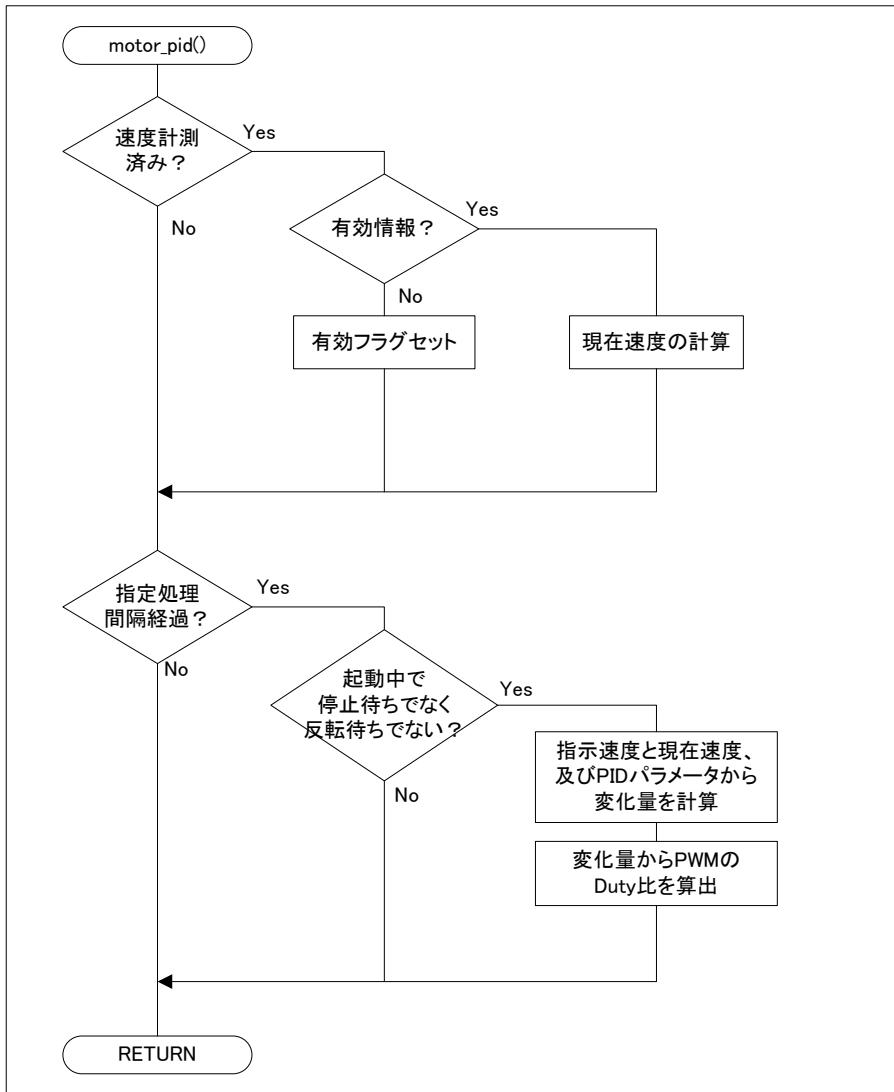 motor_pid()
速度計測
済み？
Yes
No
有効情報？
Yes
No
有効フラグセット
現在速度の計算
指定処理
間隔経過？
Yes
No
起動中で
停止待ちでなく
反転待ちでない？
Yes
No
指示速度と現在速度、
及びPIDパラメータから
変化量を計算
変化量からPWMの
Duty比を算出
RETURN